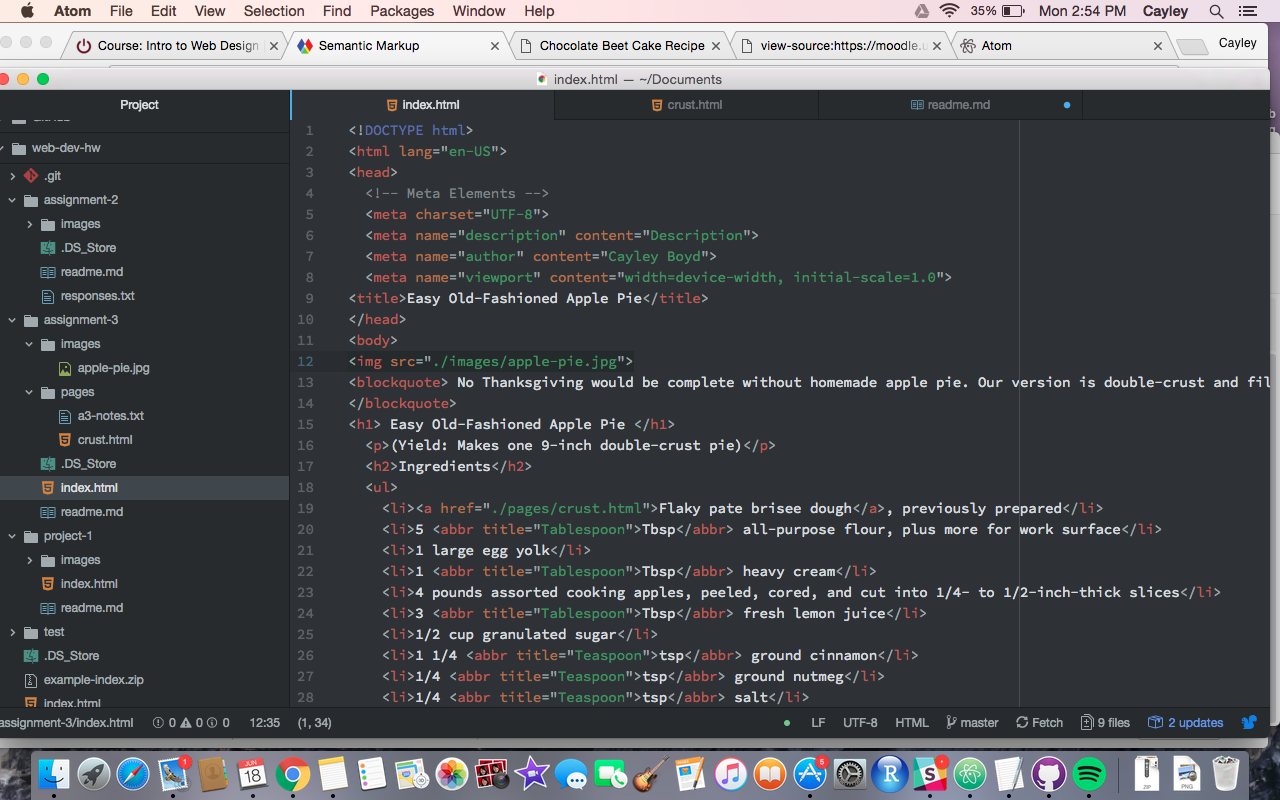 Atom File Edit View Selection Find Packages Window Help 35% Mon 2:54 PM Cayley
Course: Intro to Web Design Semantic Markup Chocolate Beet Cake Recipe view-source:https://moodle.u Atom Cayley
index.html — ~/Documents
Project index.html crust.html readme.md
web-dev-hw
.git
assignment-2
images
.DS_Store
readme.md
responses.txt
assignment-3
images
apple-pie.jpg
pages
a3-notes.txt
crust.html
.DS_Store
index.html
readme.md
project-1
images
index.html
readme.md
test
.DS_Store
example-index.zip
index.html
1 <!DOCTYPE html>
2 <html lang="en-US">
3 <head>
4 <!-- Meta Elements -->
5 <meta charset="UTF-8">
6 <meta name="description" content="Description">
7 <meta name="author" content="Cayley Boyd">
8 <meta name="viewport" content="width=device-width, initial-scale=1.0">
9 <title>Easy Old-Fashioned Apple Pie</title>
10 </head>
11 <body>
12 <img src="./images/apple-pie.jpg">
13 <blockquote> No Thanksgiving would be complete without homemade apple pie. Our version is double-crust and fil
14 </blockquote>
15 <h1> Easy Old-Fashioned Apple Pie </h1>
16 <p>(Yield: Makes one 9-inch double-crust pie)</p>
17 <h2>Ingredients</h2>
18 <ul>
19 <li><a href="./pages/crust.html">Flaky pate brisee dough</a>, previously prepared</li>
20 <li>5 <abbr title="Tablespoon">Tbsp</abbr> all-purpose flour, plus more for work surface</li>
21 <li>1 large egg yolk</li>
22 <li>1 <abbr title="Tablespoon">Tbsp</abbr> heavy cream</li>
23 <li>4 pounds assorted cooking apples, peeled, cored, and cut into 1/4- to 1/2-inch-thick slices</li>
24 <li>3 <abbr title="Tablespoon">Tbsp</abbr> fresh lemon juice</li>
25 <li>1/2 cup granulated sugar</li>
26 <li>1 1/4 <abbr title="Teaspoon">tsp</abbr> ground cinnamon</li>
27 <li>1/4 <abbr title="Teaspoon">tsp</abbr> ground nutmeg</li>
28 <li>1/4 <abbr title="Teaspoon">tsp</abbr> salt</li>
assignment-3/index.html 0 0 0 12:35 (1, 34) LF UTF-8 HTML master Fetch 9 files 2 updates
1 JUN 18 5 R ZIP PNG